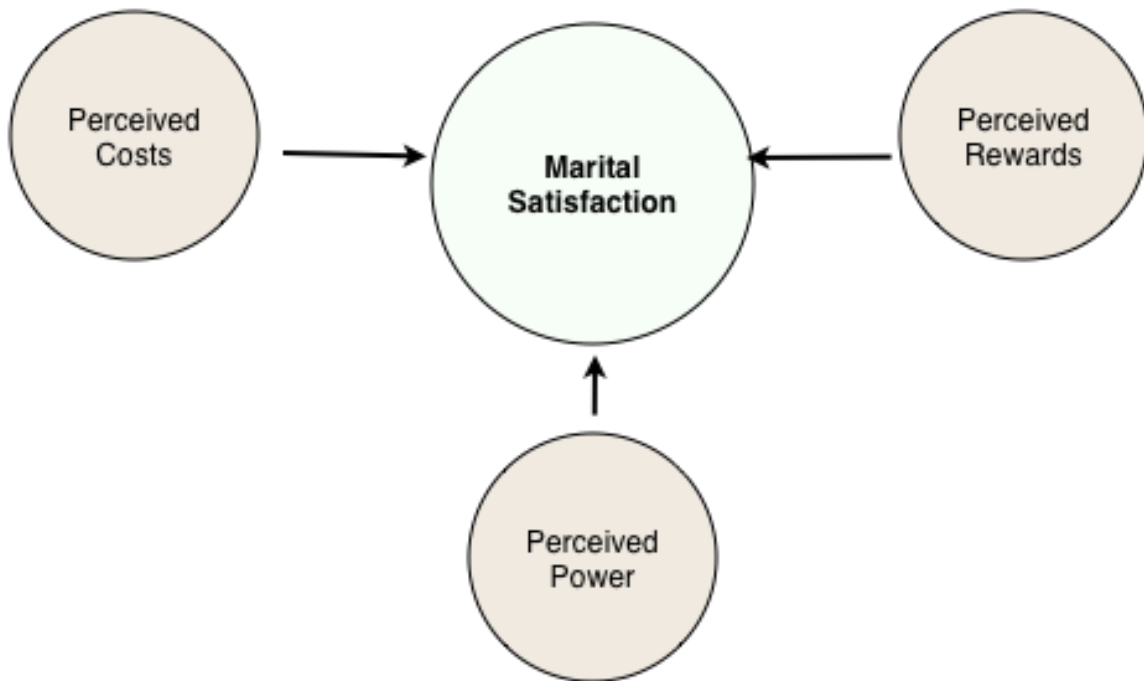 Perceived
Costs
Marital
Satisfaction
Perceived
Rewards
Perceived
Power